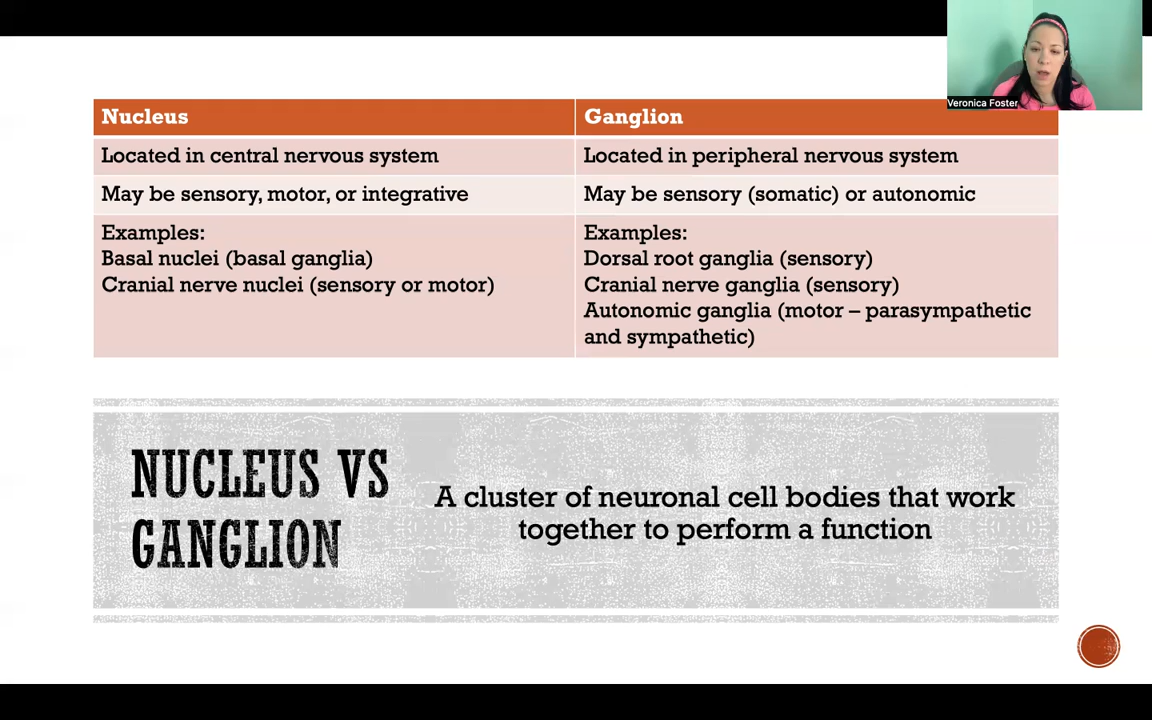 Veronica Foster
Nucleus
Ganglion
Located in central nervous system
Located in peripheral nervous system
May be sensory, motor, or integrative
May be sensory (somatic) or autonomic
Examples:
Basal nuclei (basal ganglia)
Cranial nerve nuclei (sensory or motor)
Examples:
Dorsal root ganglia (sensory)
Cranial nerve ganglia (sensory)
Autonomic ganglia (motor – parasympathetic
and sympathetic)
NUCLEUS VS
GANGLION
A cluster of neuronal cell bodies that work
together to perform a function